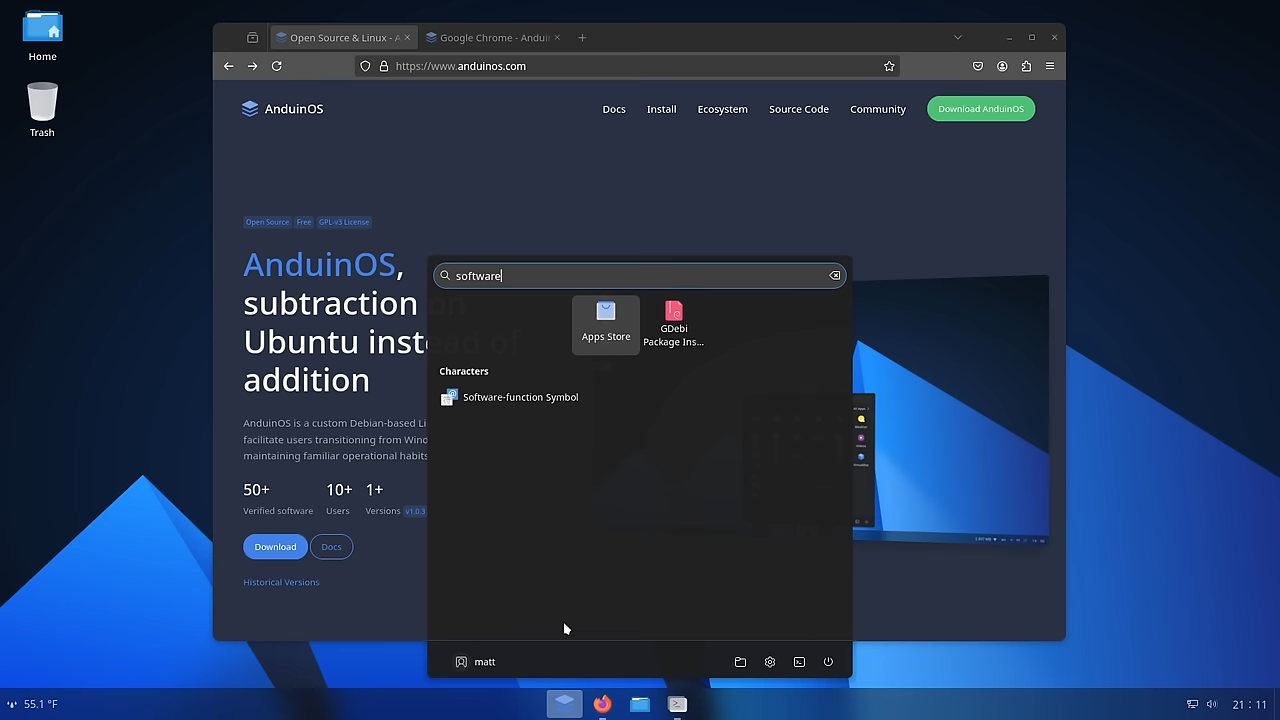 Home
Trash
Open Source & Linux - A
Google Chrome - Andui
https://www.anduinos.com
AnduinOS
Docs
Install
Ecosystem
Source Code
Community
Download AnduinOS
Open Source
Free
GPL-v3 License
AnduinOS,
subtraction on
Ubuntu instead of
addition
AnduinOS is a custom Debian-based Li
facilitate users transitioning from Wind
maintaining familiar operational habits
50+
10+
1+
Verified software
Users
Versions
v1.0.3
Download
Docs
Historical Versions
software
Apps Store
GDebi
Package Ins...
Characters
Software-function Symbol
matt
55.1 °F
21 : 11